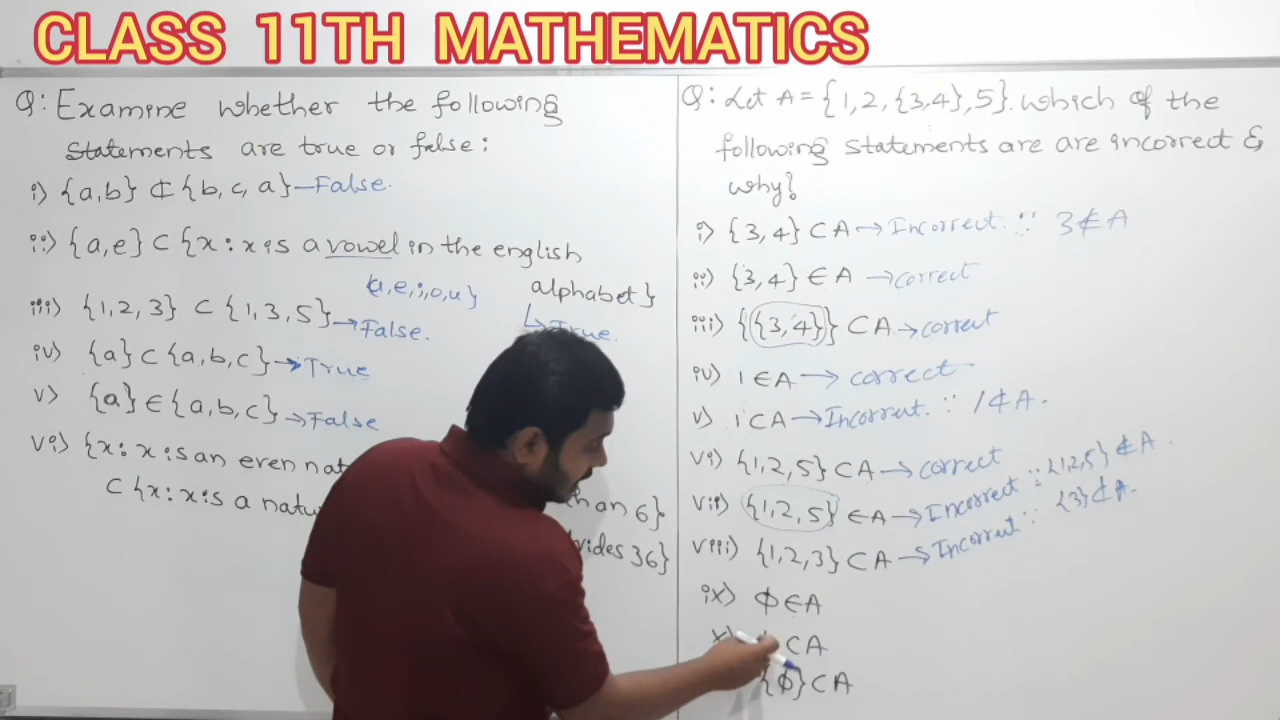 CLASS 11TH MATHEMATICS
Q: Examine whether the following
statements are true or false:
i) {a,b} ⊄ {b, c, a} – False.
ii) {a,e} ⊂ {x : x is a vowel in the english
{a,e,i,o,u} alphabet}
↳ True.
iii) {1,2,3} ⊂ {1,3,5} → False.
iv) {a} ⊂ {a,b,c} → True
v) {a} ∈ {a,b,c} → False
vi) {x : x is an even than 6}
⊂ {x : x is a 36}
Q: Let A = {1,2,{3,4},5}. which of the
following statements are are incorrect &
why?
i) {3,4} ⊂ A → Incorrect. ∵ 3 ∉ A
ii) {3,4} ∈ A → correct
iii) {{3,4}} ⊂ A → correct
iv) 1 ∈ A → correct
v) 1 ⊂ A → Incorrect. ∵ 1 ⊄ A.
vi) {1,2,5} ⊂ A → correct
vii) {1,2,5} ∈ A → Incorrect ∵ {1,2,5} ∉ A.
viii) {1,2,3} ⊂ A → Incorrect ∵ {3} ⊄ A.
ix) ϕ ∈ A
x) ⊂ A
{ϕ} ⊂ A